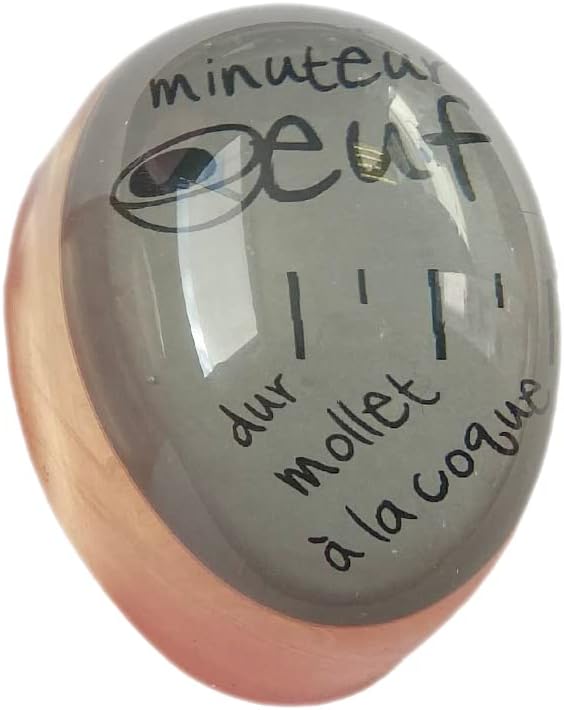 minuteur
oeuf
dur
mollet
à la coque